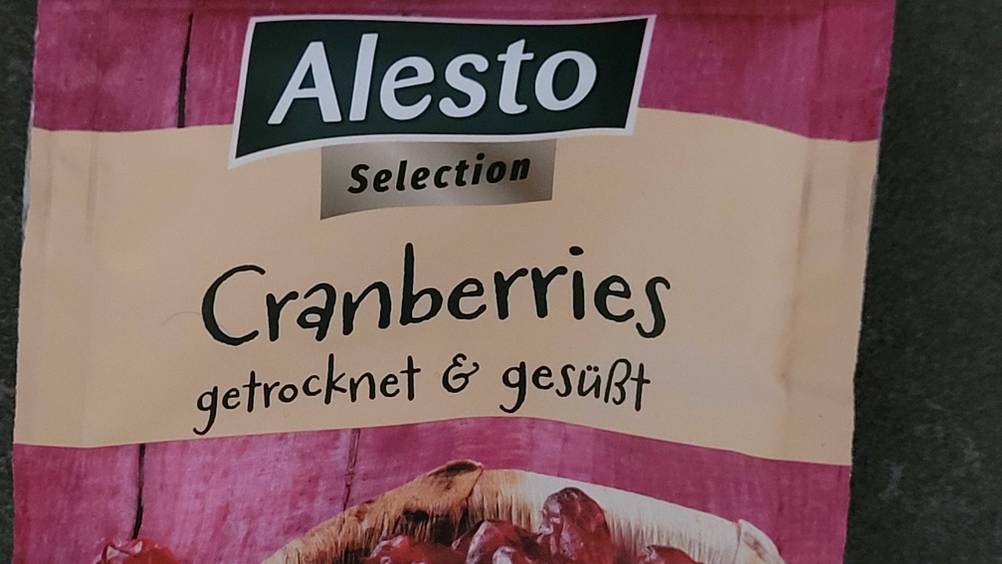 Alesto
Selection
Cranberries
getrocknet & gesüßt